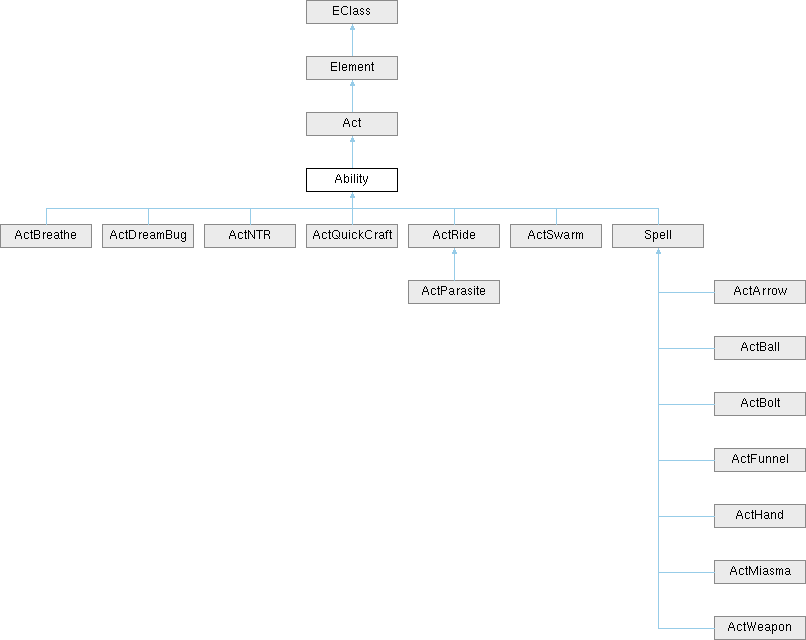 EClass
Element
Act
Ability
ActBreathe
ActDreamBug
ActNTR
ActQuickCraft
ActRide
ActSwarm
Spell
ActParasite
ActArrow
ActBall
ActBolt
ActFunnel
ActHand
ActMiasma
ActWeapon